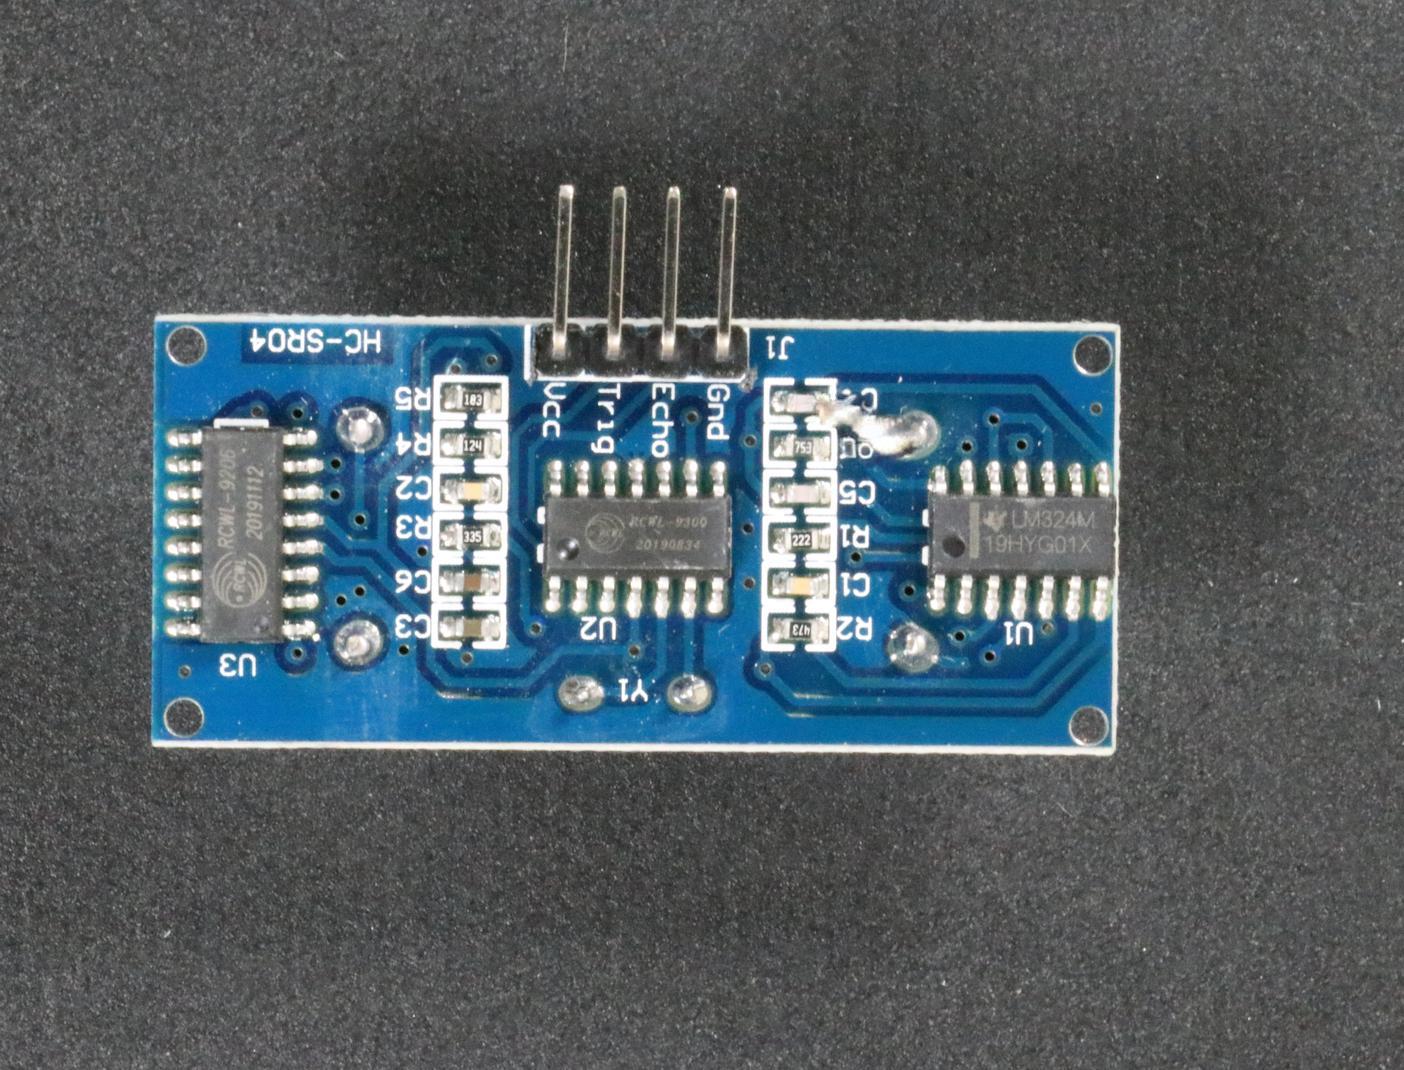 HC-SR04
J1
R5
103
Vcc
Trig
Echo
Gnd
R4
124
753
C2
C5
R3
335
222
R1
C6
C1
C3
473
R2
RCWL-9206
20191112
RCWL
U3
RCWL-9300
20190834
U2
LM324M
19HYG01X
U1
Y1